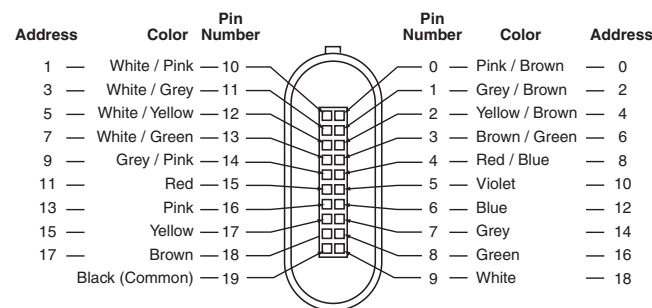 Address Color Pin Number Pin Number Color Address
1 — White / Pink — 10 0 — Pink / Brown — 0
3 — White / Grey — 11 1 — Grey / Brown — 2
5 — White / Yellow — 12 2 — Yellow / Brown — 4
7 — White / Green — 13 3 — Brown / Green — 6
9 — Grey / Pink — 14 4 — Red / Blue — 8
11 — Red — 15 5 — Violet — 10
13 — Pink — 16 6 — Blue — 12
15 — Yellow — 17 7 — Grey — 14
17 — Brown — 18 8 — Green — 16
Black (Common) — 19 9 — White — 18